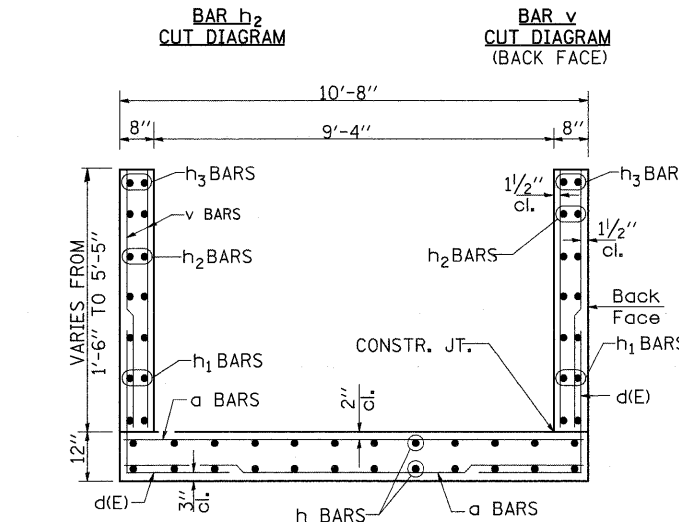 BAR h2
CUT DIAGRAM
BAR v
CUT DIAGRAM
(BACK FACE)
10'-8"
8"
9'-4"
8"
h3 BARS
v BARS
h2 BARS
h1 BARS
a BARS
VARIES FROM
1'-6" TO 5'-5"
12"
d(E)
3"
cl.
2"
cl.
h BARS
a BARS
CONSTR. JT.
1 1/2"
cl.
h2 BARS
h3 BAR
1 1/2"
cl.
Back
Face
h1 BARS
d(E)